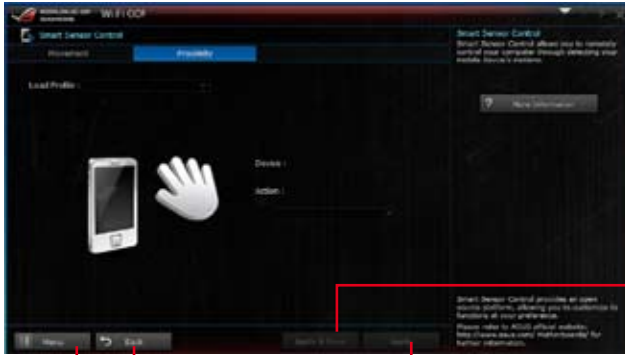 WiFi GO!
Smart Sensor Control
Movement
Proximity
Load Profile :
Device :
Action :
Smart Sensor Control
Smart Sensor Control allows you to remotely
control your computer through detecting your
mobile device's motions.
More Information
Smart Sensor Control provides an open
source platform, allowing you to customize its
functions at your preference.
Please refer to ASUS official website:
http://www.asus.com/ motherboards/ for
further information.
Menu
Back